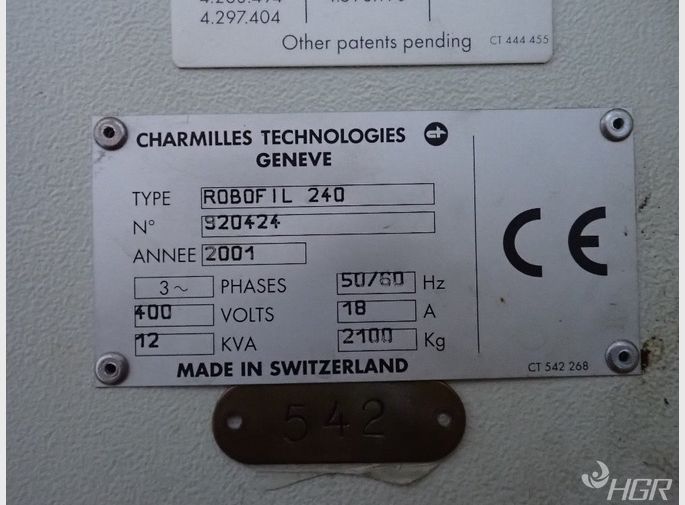 4.297.404
Other patents pending CT 444 455
CHARMILLES TECHNOLOGIES
GENEVE
TYPE ROBOFIL 240
N° 920424
ANNEE 2001
3~ PHASES 50/60 Hz
400 VOLTS 18 A
12 KVA 2100 Kg
MADE IN SWITZERLAND
CE
CT 542 268
542
HGR